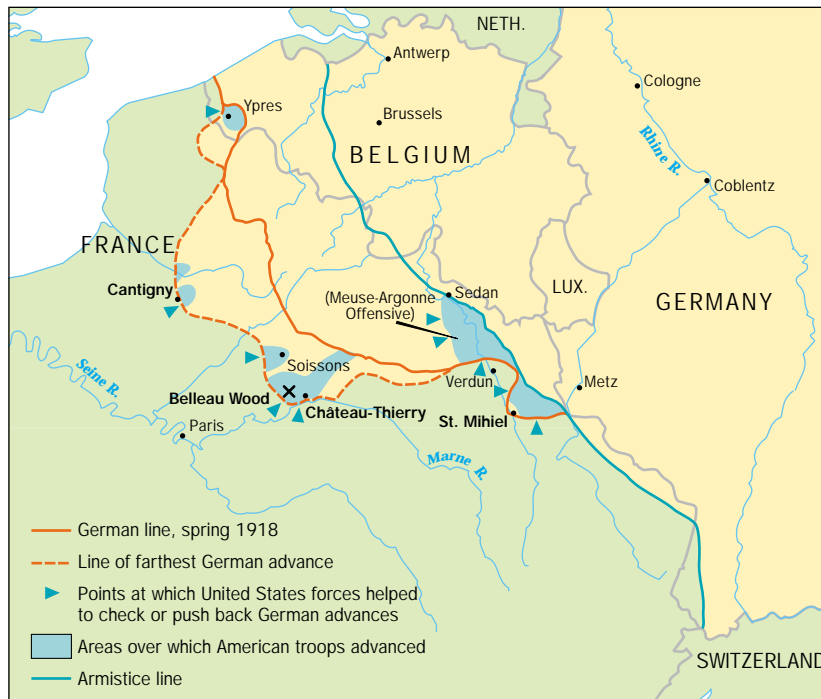 NETH.
Antwerp
Cologne
Ypres
Brussels
Rhine R.
BELGIUM
Coblentz
FRANCE
Cantigny
Sedan
(Meuse-Argonne
Offensive)
LUX.
GERMANY
Seine R.
Soissons
Verdun
Metz
Belleau Wood
Château-Thierry
St. Mihiel
Paris
Marne R.
German line, spring 1918
Line of farthest German advance
Points at which United States forces helped
to check or push back German advances
Areas over which American troops advanced
Armistice line
SWITZERLAND